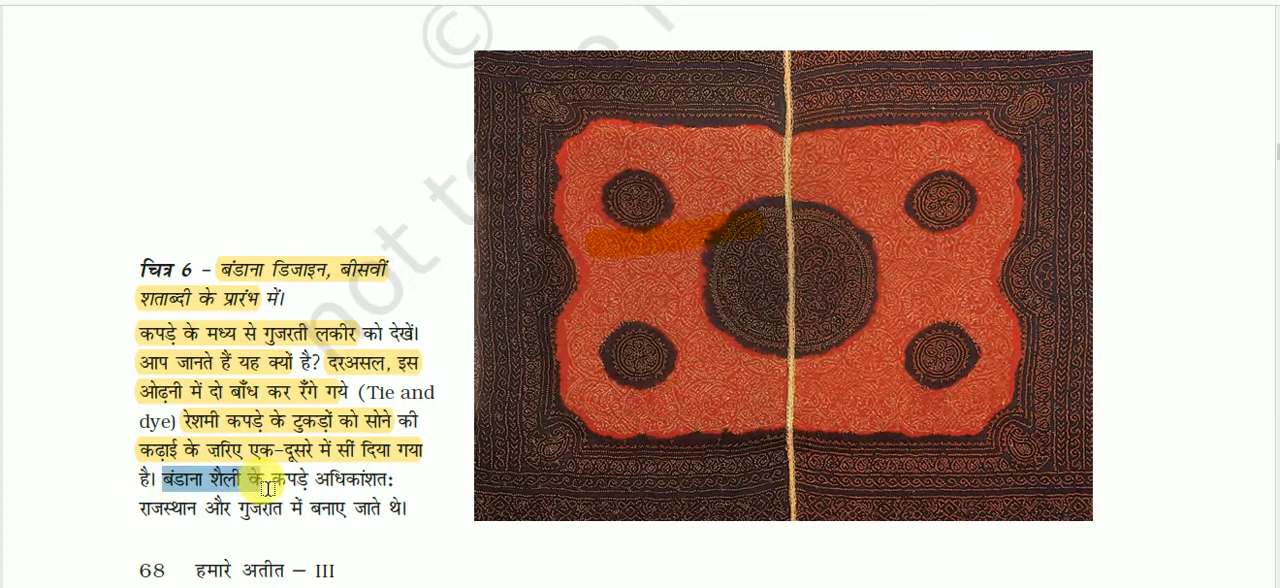 © not to
चित्र 6 – बंडाना डिजाइन, बीसवीं
शताब्दी के प्रारंभ में।
कपड़े के मध्य से गुजरती लकीर को देखें।
आप जानते हैं यह क्यों है? दरअसल, इस
ओढ़नी में दो बाँध कर रँगे गये (Tie and
dye) रेशमी कपड़े के टुकड़ों को सोने की
कढ़ाई के जरिए एक-दूसरे में सीं दिया गया
है। बंडाना शैली के कपड़े अधिकांशत:
राजस्थान और गुजरात में बनाए जाते थे।
68 हमारे अतीत – III